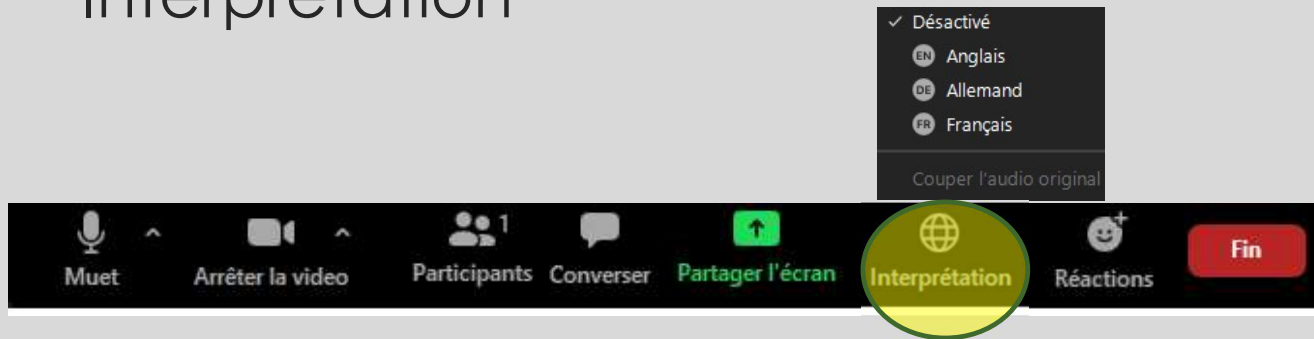 Interprétation
Désactivé
EN Anglais
DE Allemand
FR Français
Couper l'audio original
1
Muet
Arrêter la video
Participants
Converser
Partager l'écran
Interprétation
Réactions
Fin